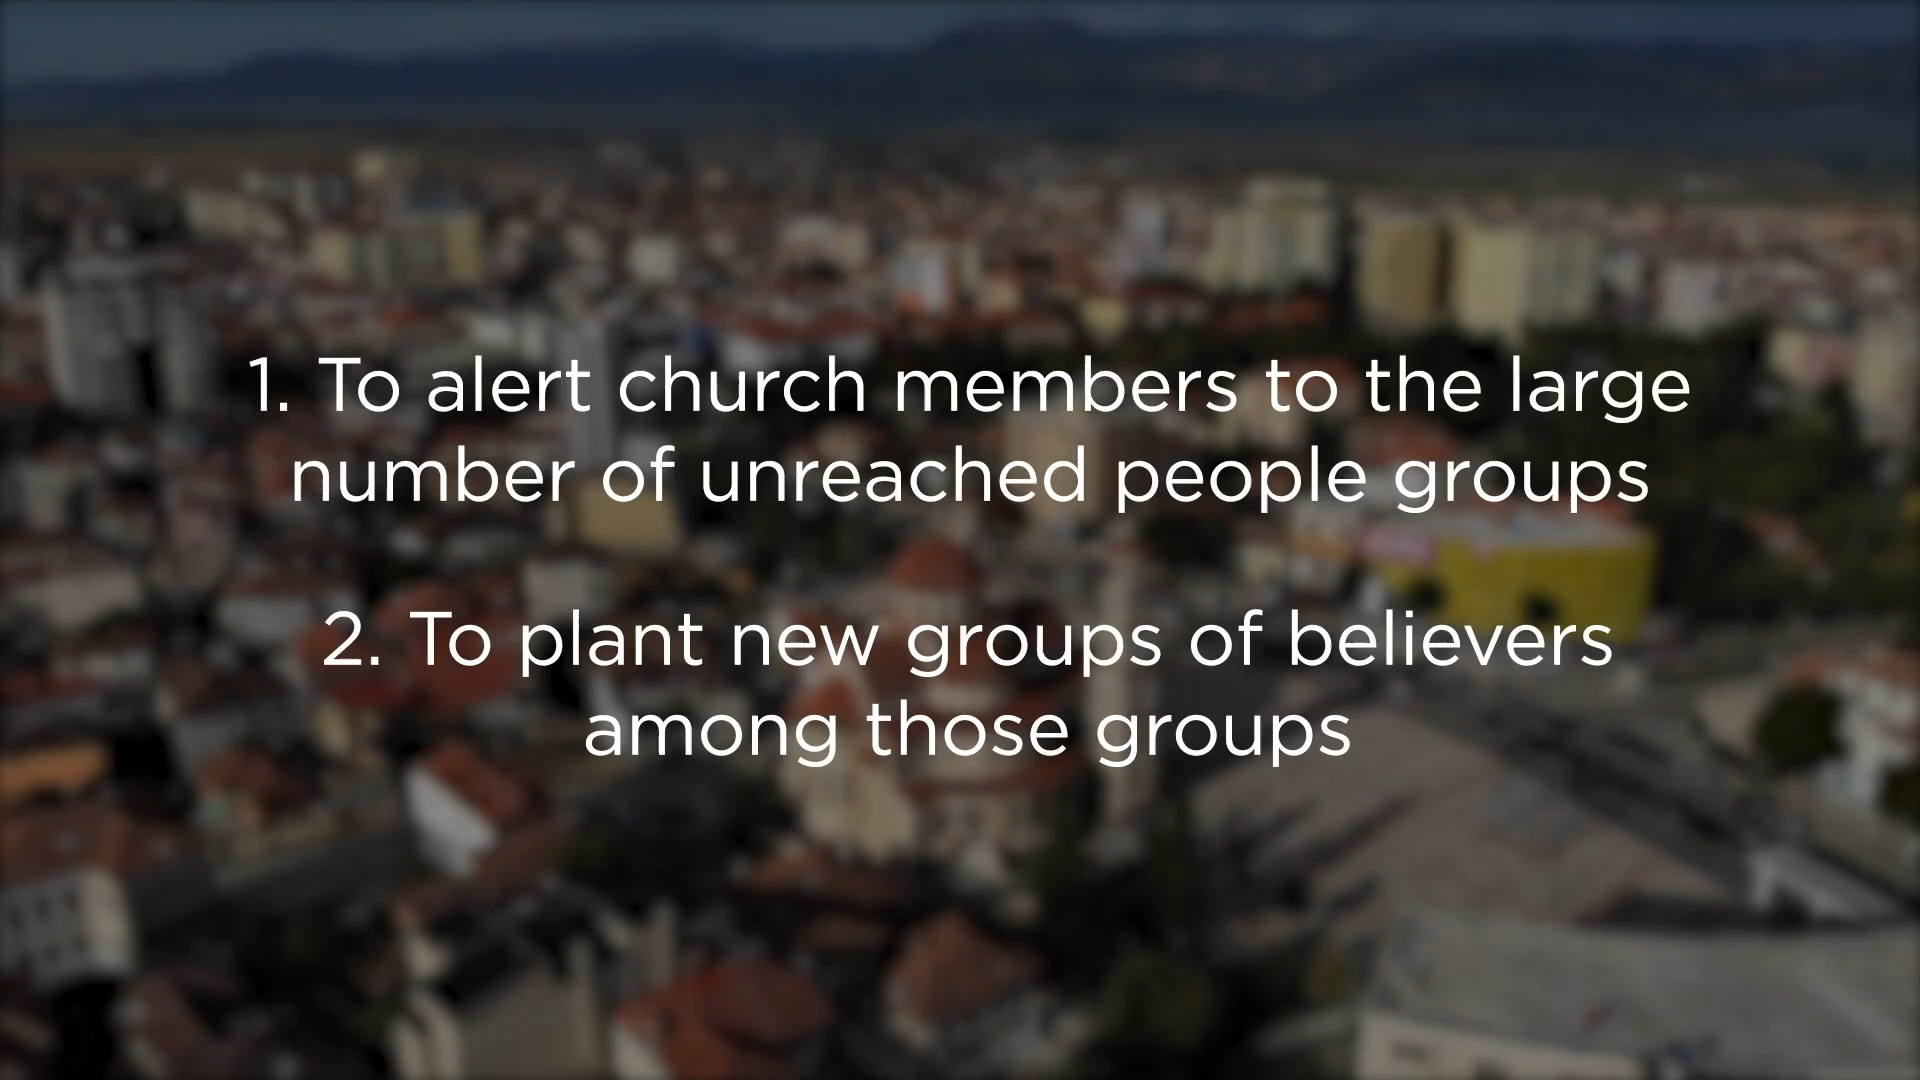 1. To alert church members to the large
number of unreached people groups
2. To plant new groups of believers
among those groups